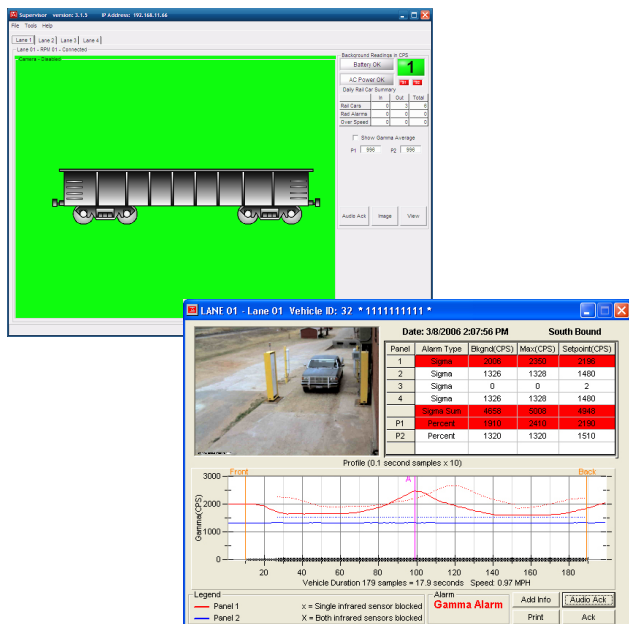 Supervisor version: 3.1.5 IP Address: 192.168.11.66
File Tools Help
Lane 1 Lane 2 Lane 3 Lane 4
Lane 01 - RPM 01 - Connected
Camera - Disabled
Background Readings in CPS
Battery OK
1
AC Power OK
Daily Rail Car Summary
In Out Total
Rail Cars 0 3 6
Rad Alarms 0 0 0
Over Speed 0 0 0
Show Gamma Average
P1 998 P2 998
Audio Ack Image View
LANE 01 - Lane 01 Vehicle ID: 32 * 1111111111 *
Date: 3/8/2006 2:07:56 PM South Bound
Panel Alarm Type Bkgnd(CPS) Max(CPS) Setpoint(CPS)
1 Sigma 2006 2350 2196
2 Sigma 1326 1328 1480
3 Sigma 0 0 2
4 Sigma 1326 1328 1480
Sigma Sum 4658 5003 4948
P1 Percent 1910 2410 2190
P2 Percent 1320 1320 1510
Profile (0.1 second samples x 10)
Front Back
A
Gamma(CPS)
3000
2000
1000
0
20 40 60 80 100 120 140 160 180
Vehicle Duration 179 samples = 17.9 seconds Speed: 0.97 MPH
Legend
Panel 1 x = Single infrared sensor blocked
Panel 2 X = Both infrared sensors blocked
Alarm
Gamma Alarm
Add Info Audio Ack
Print Ack